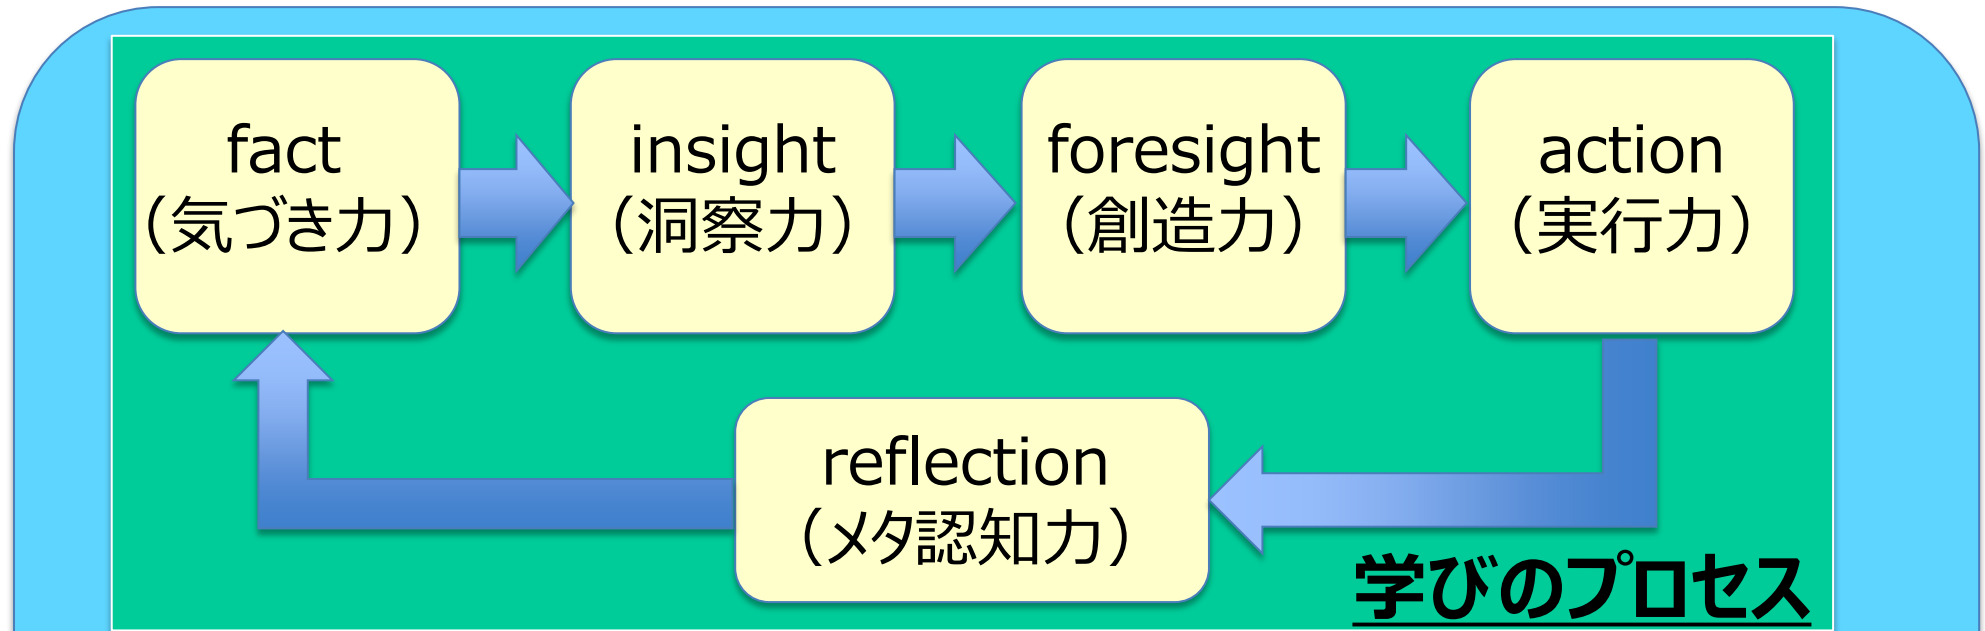 fact
（気づき力）
insight
（洞察力）
foresight
（創造力）
action
（実行力）
reflection
（メタ認知力）
学びのプロセス